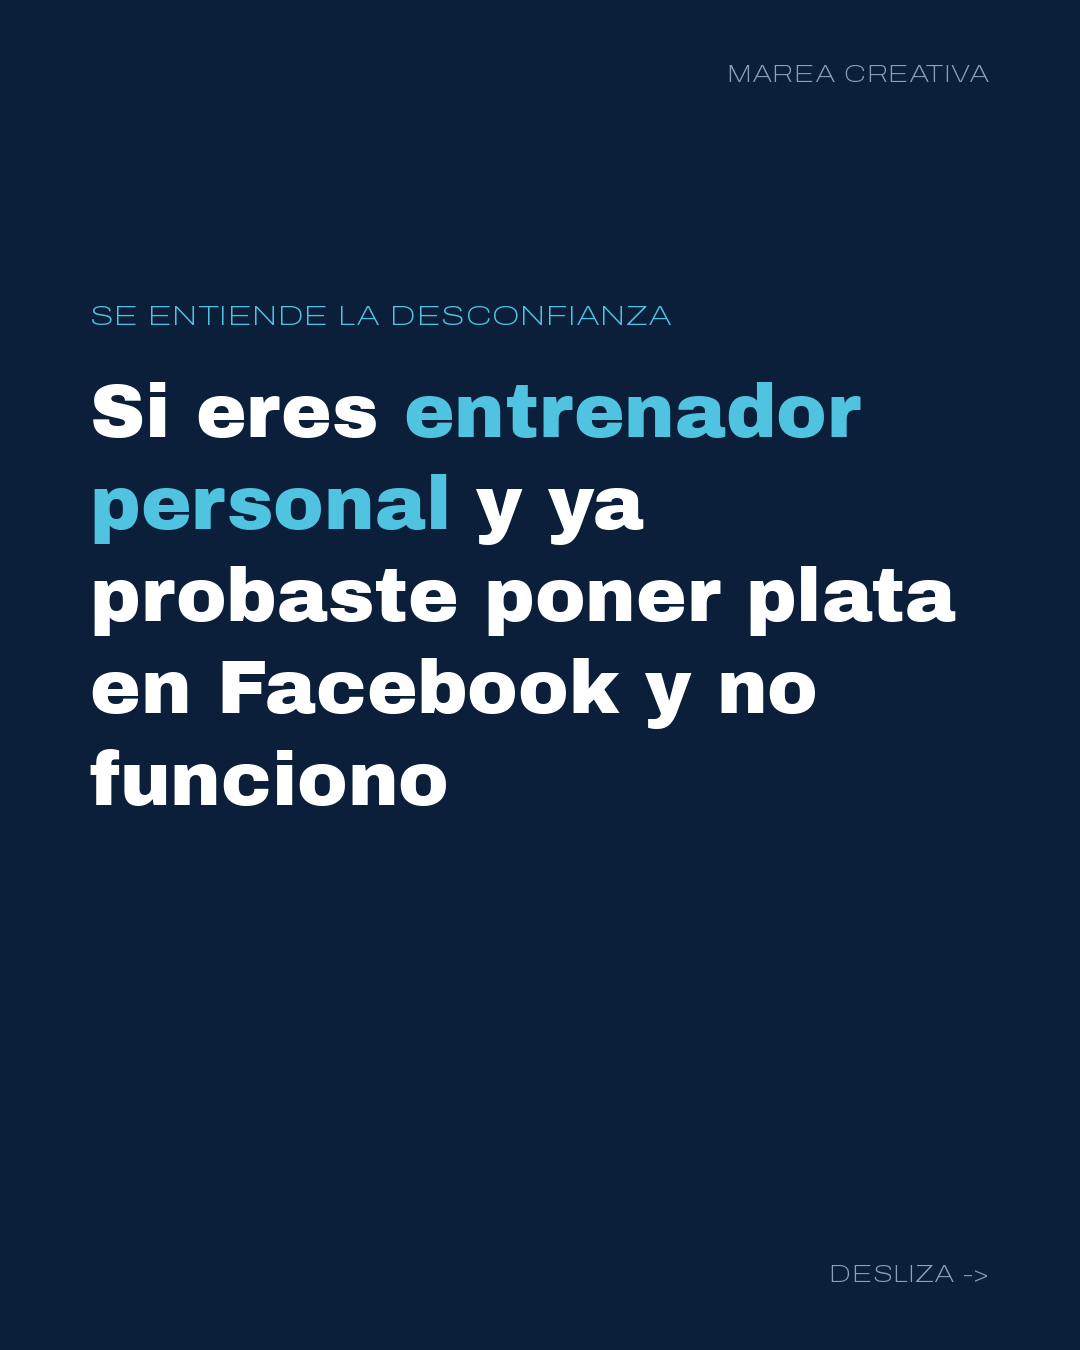 MAREA CREATIVA
SE ENTIENDE LA DESCONFIANZA
Si eres entrenador
personal y ya
probaste poner plata
en Facebook y no
funciono
DESLIZA ->